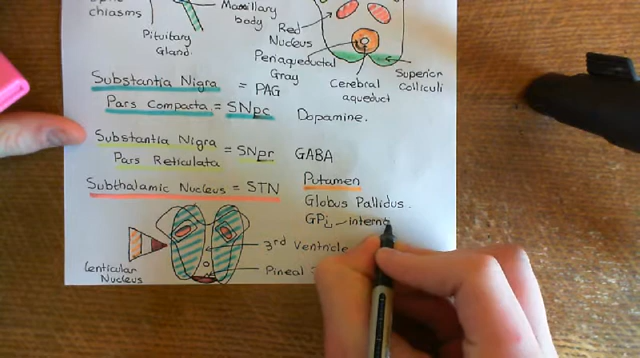 chiasms
Maxillary
body
Pituitary
Gland.
Red
Nucleus
Periaqueductal
Gray
= PAG
Cerebral
aqueduct
Superior
Colliculi
Substantia Nigra
Pars Compacta = SNpc
Dopamine.
Substantia Nigra
Pars Reticulata = SNpr
GABA
Subthalamic Nucleus = STN
Putamen
Globus Pallidus.
GPi - interna
3rd Ventricle
Pineal
Lenticular
Nucleus